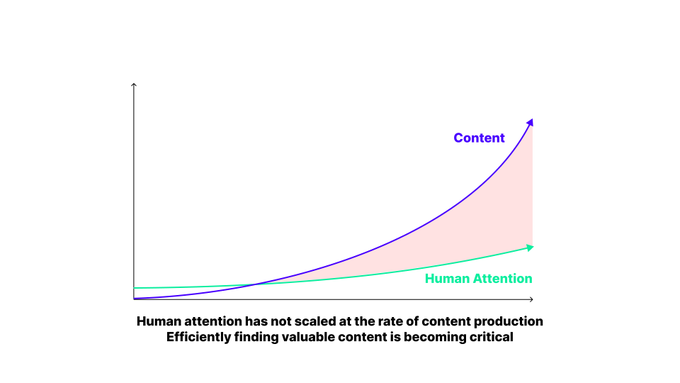 Content
Human Attention
Human attention has not scaled at the rate of content production
Efficiently finding valuable content is becoming critical